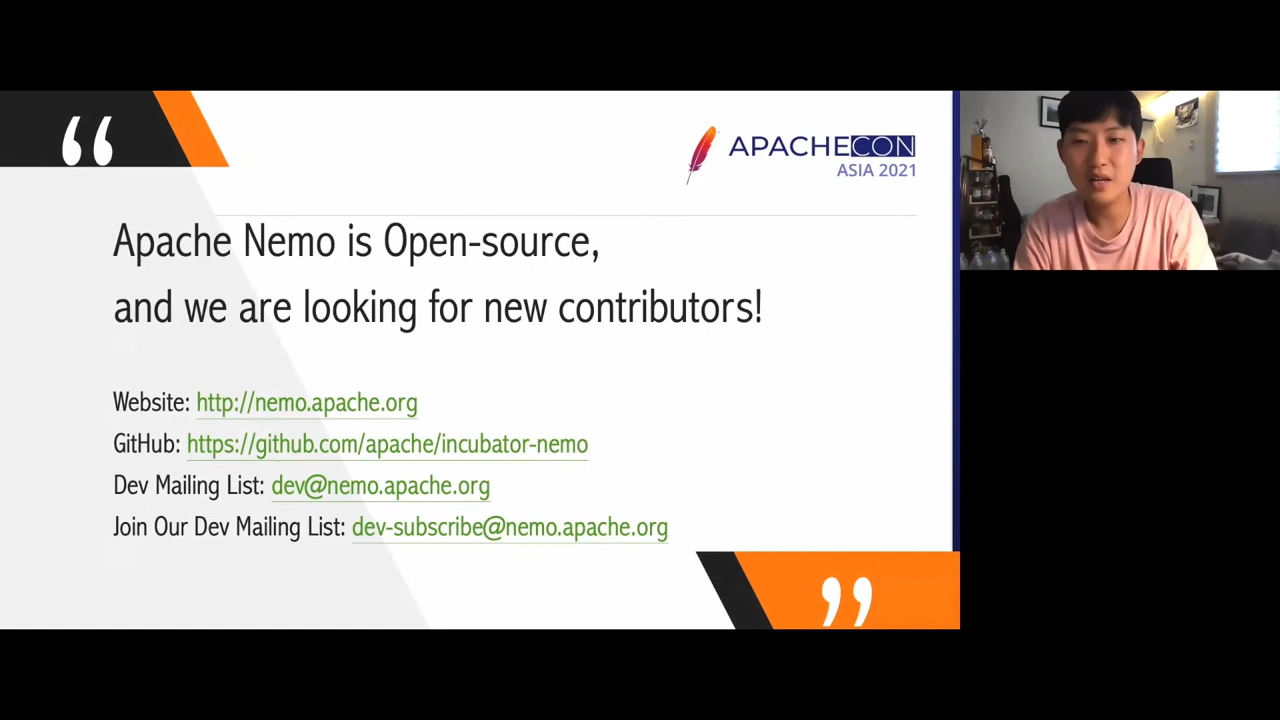 APACHECON
ASIA 2021
Apache Nemo is Open-source,
and we are looking for new contributors!
Website: http://nemo.apache.org
GitHub: https://github.com/apache/incubator-nemo
Dev Mailing List: dev@nemo.apache.org
Join Our Dev Mailing List: dev-subscribe@nemo.apache.org